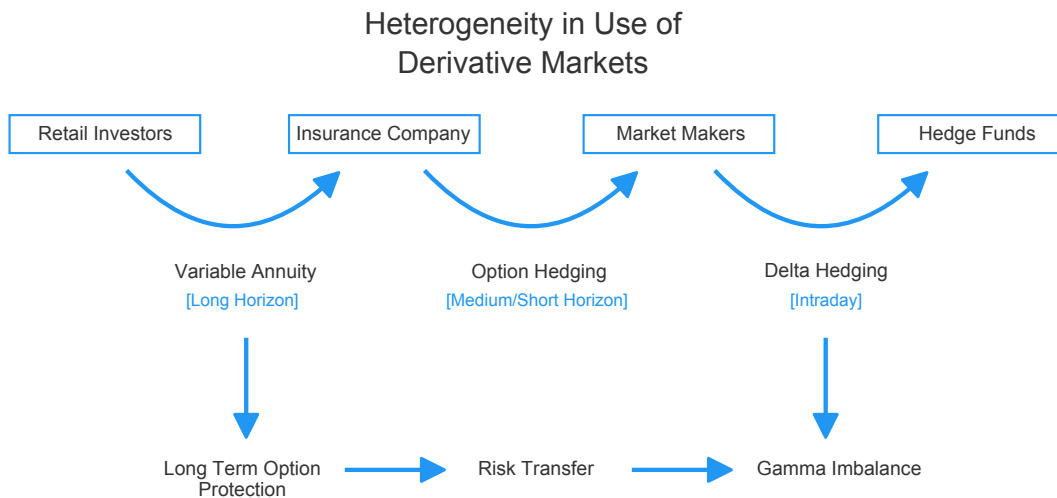 Heterogeneity in Use of
Derivative Markets
Retail Investors
Insurance Company
Market Makers
Hedge Funds
Variable Annuity
[Long Horizon]
Option Hedging
[Medium/Short Horizon]
Delta Hedging
[Intraday]
Long Term Option
Protection
Risk Transfer
Gamma Imbalance